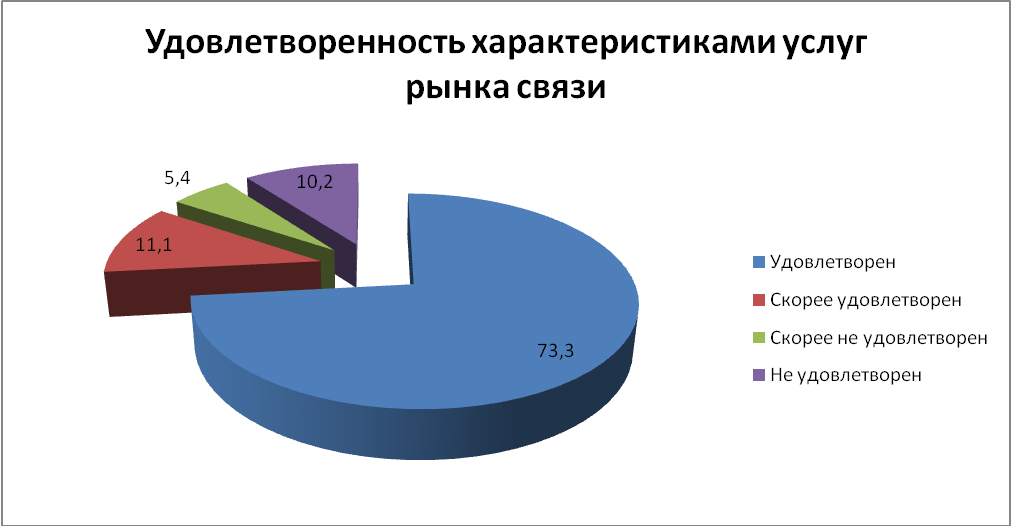 Удовлетворенность характеристиками услуг
рынка связи
5,4
10,2
11,1
73,3
Удовлетворен
Скорее удовлетворен
Скорее не удовлетворен
Не удовлетворен